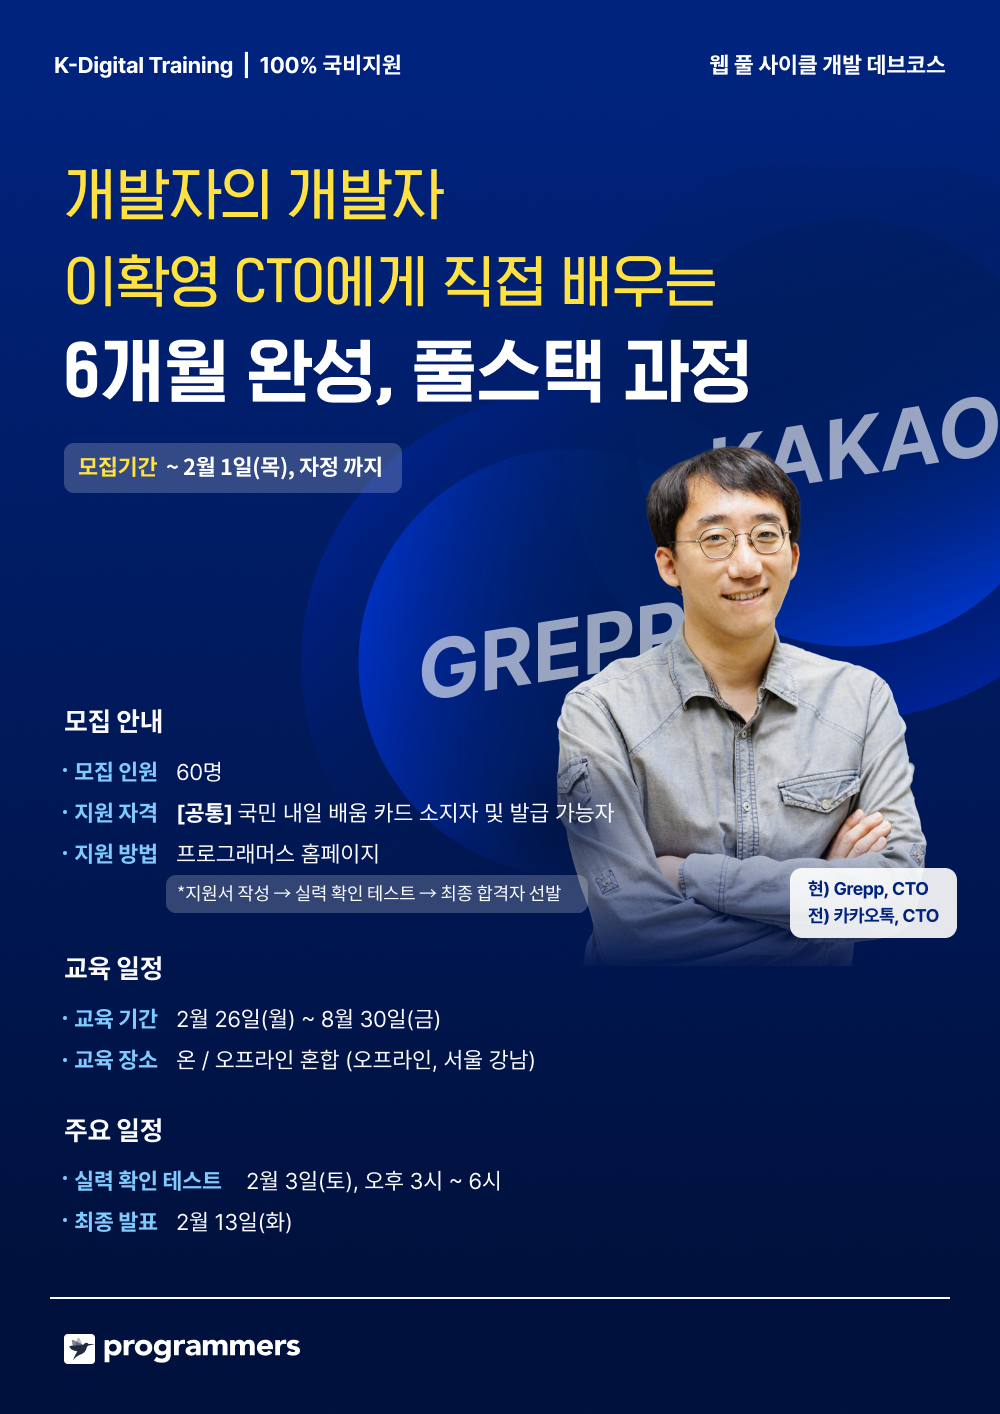 K-Digital Training | 100% 국비지원
웹 풀 사이클 개발 데브코스
개발자의 개발자
이확영 CTO에게 직접 배우는
6개월 완성, 풀스택 과정
모집기간 ~ 2월 1일(목), 자정 까지
KAKAO
GREPP
모집 안내
· 모집 인원 60명
· 지원 자격 [공통] 국민 내일 배움 카드 소지자 및 발급 가능자
· 지원 방법 프로그래머스 홈페이지
*지원서 작성 → 실력 확인 테스트 → 최종 합격자 선발
현) Grepp, CTO
전) 카카오톡, CTO
교육 일정
· 교육 기간 2월 26일(월) ~ 8월 30일(금)
· 교육 장소 온 / 오프라인 혼합 (오프라인, 서울 강남)
주요 일정
· 실력 확인 테스트 2월 3일(토), 오후 3시 ~ 6시
· 최종 발표 2월 13일(화)
programmers